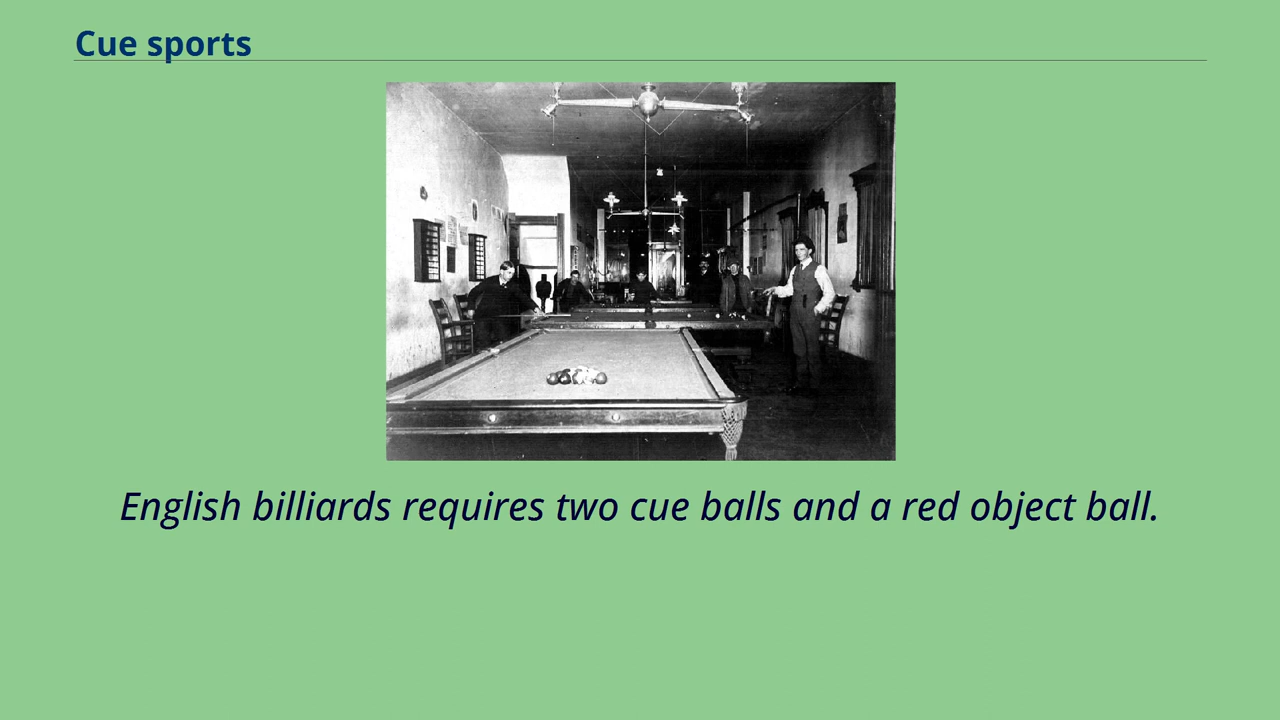 Cue sports
English billiards requires two cue balls and a red object ball.